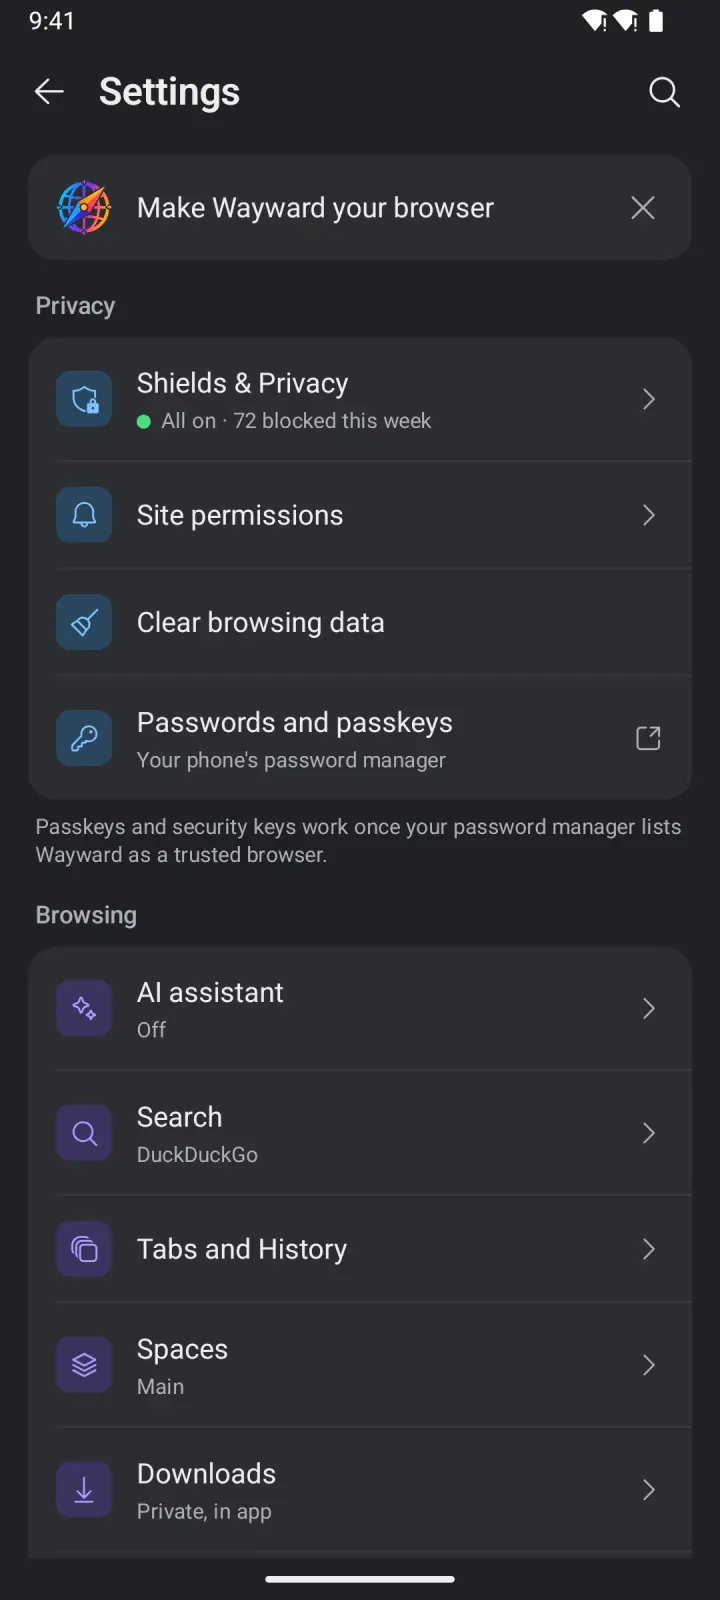 9:41
Settings
Make Wayward your browser
Privacy
Shields & Privacy
All on · 72 blocked this week
Site permissions
Clear browsing data
Passwords and passkeys
Your phone's password manager
Passkeys and security keys work once your password manager lists
Wayward as a trusted browser.
Browsing
AI assistant
Off
Search
DuckDuckGo
Tabs and History
Spaces
Main
Downloads
Private, in app